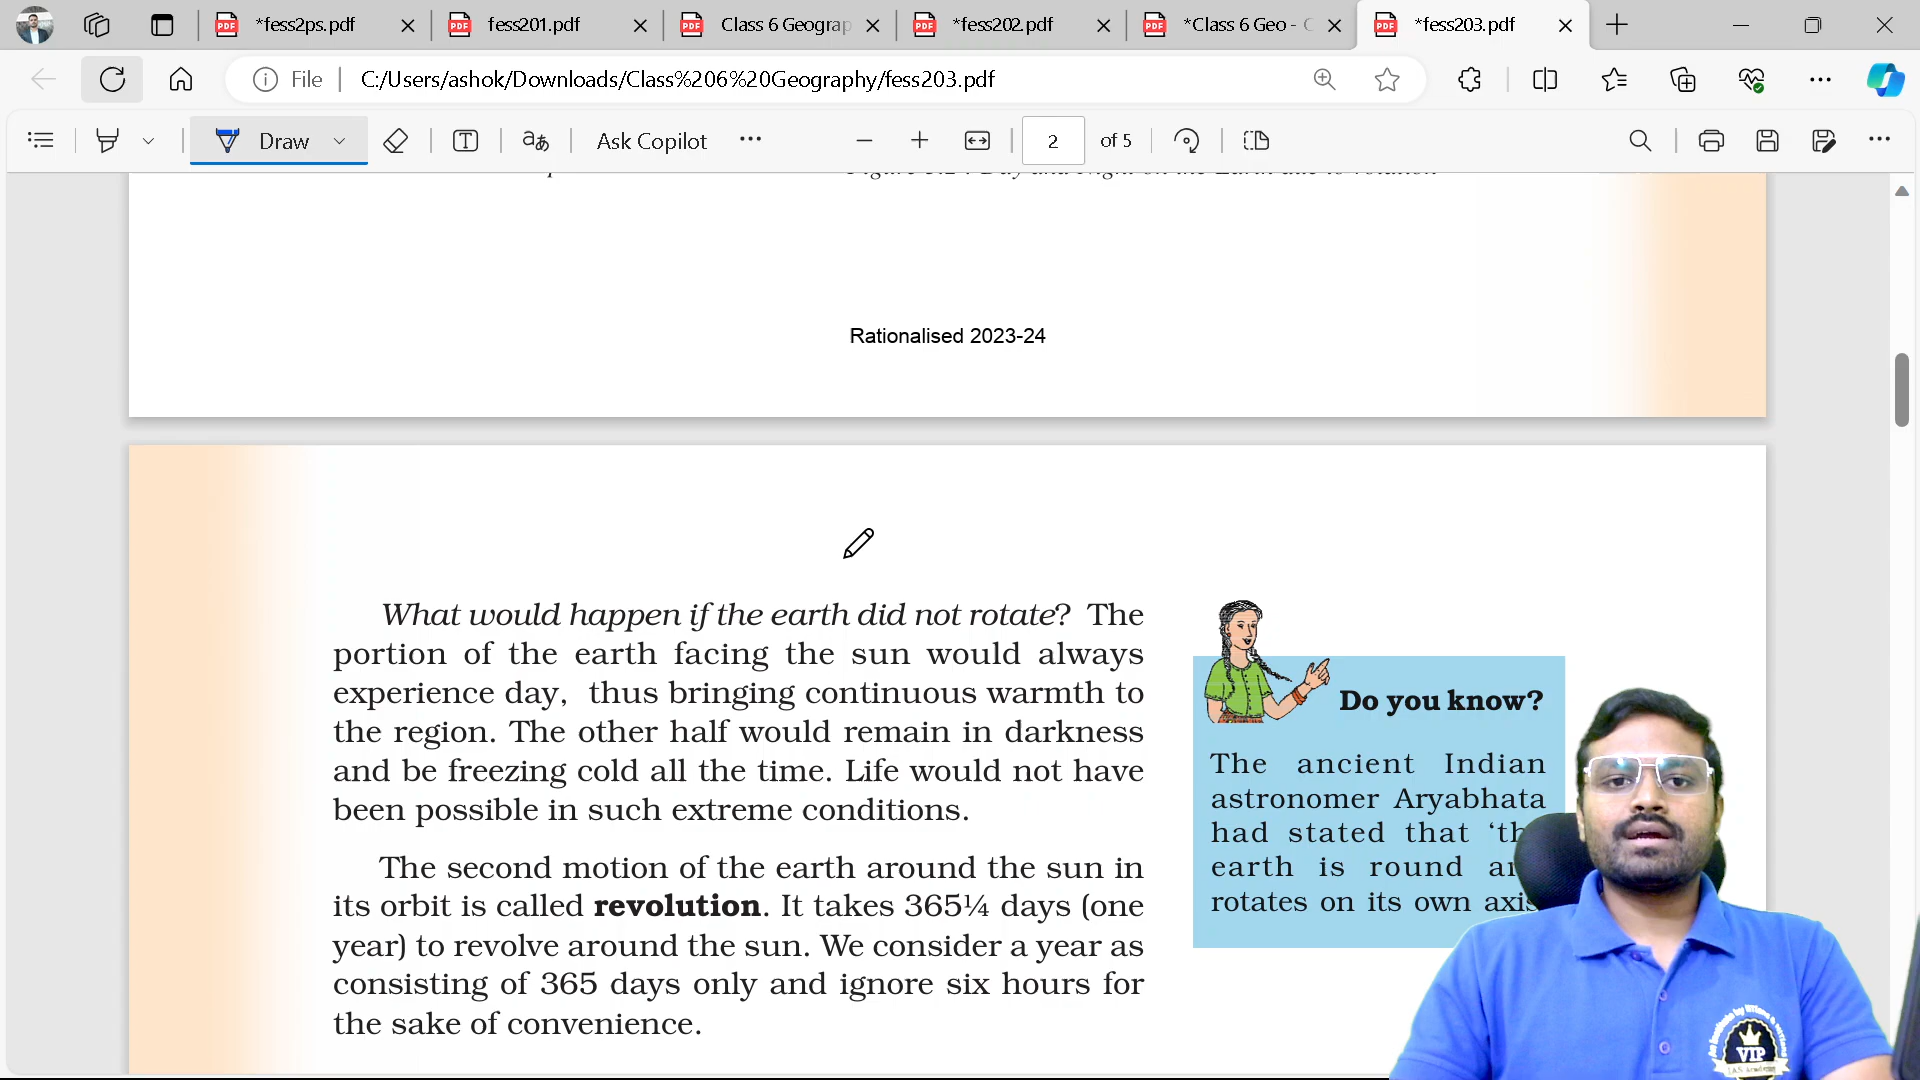 *fess2ps.pdf
fess201.pdf
Class 6 Geograp
*fess202.pdf
*Class 6 Geo - C
*fess203.pdf
File
C:/Users/ashok/Downloads/Class%206%20Geography/fess203.pdf
Draw
Ask Copilot
2
of 5
Rationalised 2023-24
What would happen if the earth did not rotate? The
portion of the earth facing the sun would always
experience day, thus bringing continuous warmth to
the region. The other half would remain in darkness
and be freezing cold all the time. Life would not have
been possible in such extreme conditions.
The second motion of the earth around the sun in
its orbit is called revolution. It takes 365¼ days (one
year) to revolve around the sun. We consider a year as
consisting of 365 days only and ignore six hours for
the sake of convenience.
Do you know?
The ancient Indian
astronomer Aryabhata
had stated that ‘th
earth is round an
rotates on its own axis
VIP